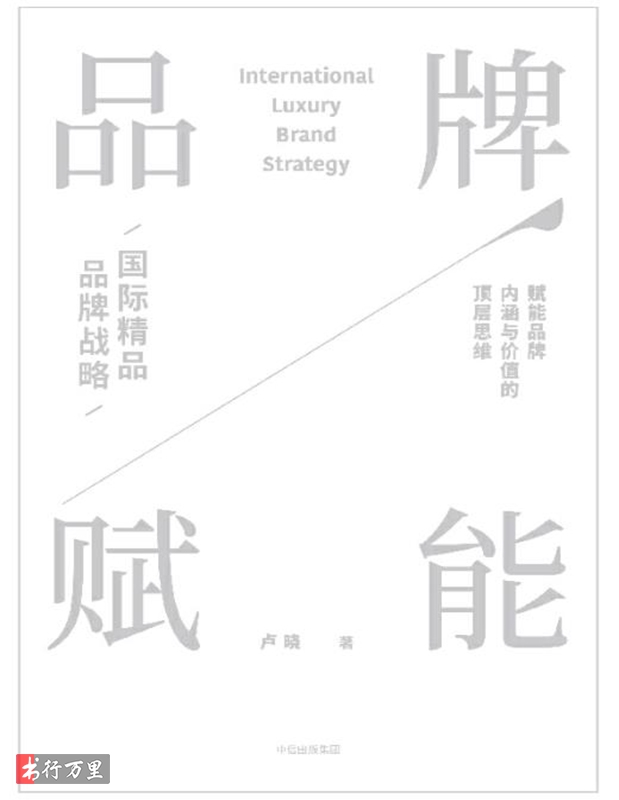 品牌
International
Luxury
Brand
Strategy
国际精品
品牌战略
赋能品牌
内涵与价值的
顶层思维
赋能
卢晓 著
中信出版集团
书行万里